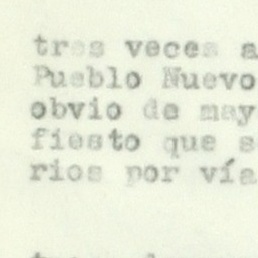 tres veces a
Pueblo Nuevo
obvio de may
fiesto que s
rios por vía